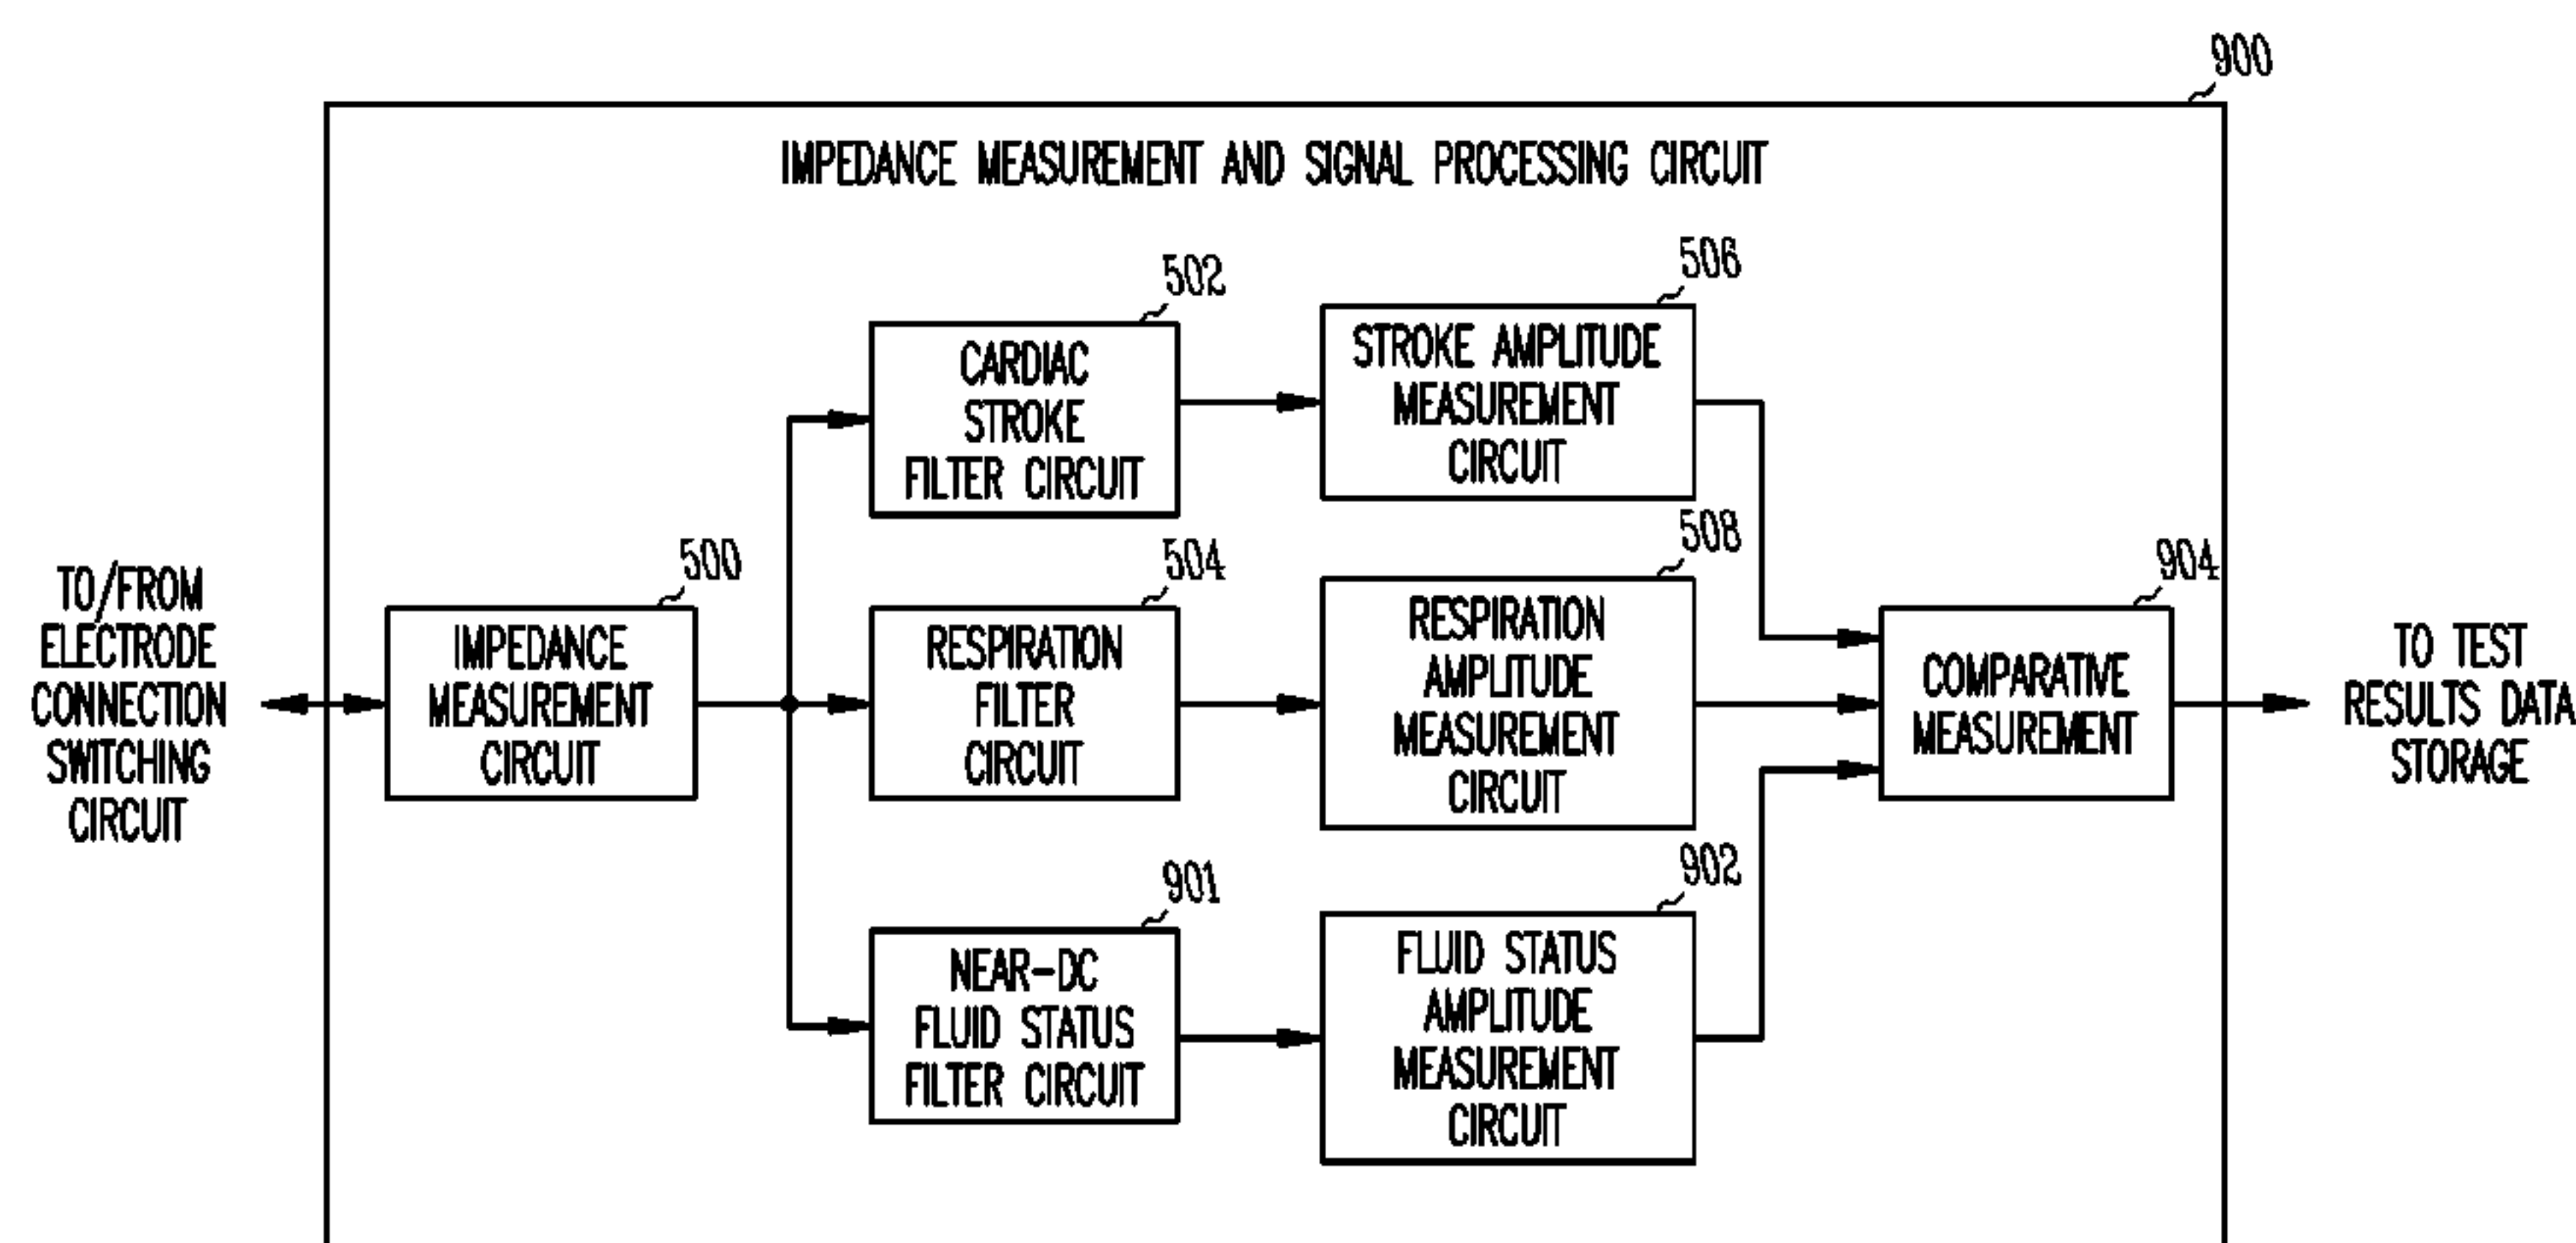 900
IMPEDANCE MEASUREMENT AND SIGNAL PROCESSING CIRCUIT
502
CARDIAC
STROKE
FILTER CIRCUIT
506
STROKE AMPLITUDE
MEASUREMENT
CIRCUIT
TO/FROM
ELECTRODE
CONNECTION
SWITCHING
CIRCUIT
500
IMPEDANCE
MEASUREMENT
CIRCUIT
504
RESPIRATION
FILTER
CIRCUIT
508
RESPIRATION
AMPLITUDE
MEASUREMENT
CIRCUIT
904
COMPARATIVE
MEASUREMENT
TO TEST
RESULTS DATA
STORAGE
901
NEAR-DC
FLUID STATUS
FILTER CIRCUIT
902
FLUID STATUS
AMPLITUDE
MEASUREMENT
CIRCUIT